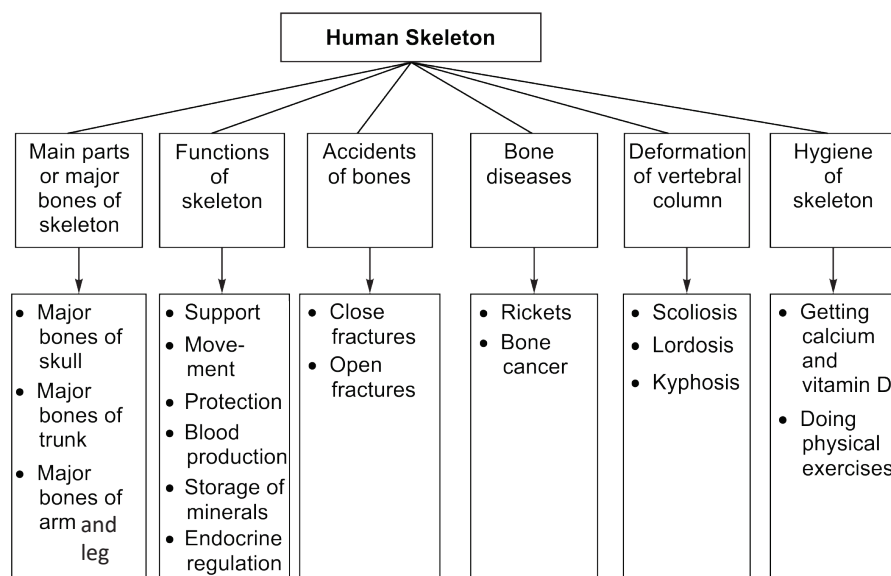 Human Skeleton
Main parts
or major
bones of
skeleton
Functions
of
skeleton
Accidents
of bones
Bone
diseases
Deformation
of vertebral
column
Hygiene
of
skeleton
• Major
bones of
skull
• Major
bones of
trunk
• Major
bones of
arm and
leg
• Support
• Move-
ment
• Protection
• Blood
production
• Storage of
minerals
• Endocrine
regulation
• Close
fractures
• Open
fractures
• Rickets
• Bone
cancer
• Scoliosis
• Lordosis
• Kyphosis
• Getting
calcium
and
vitamin D
• Doing
physical
exercises